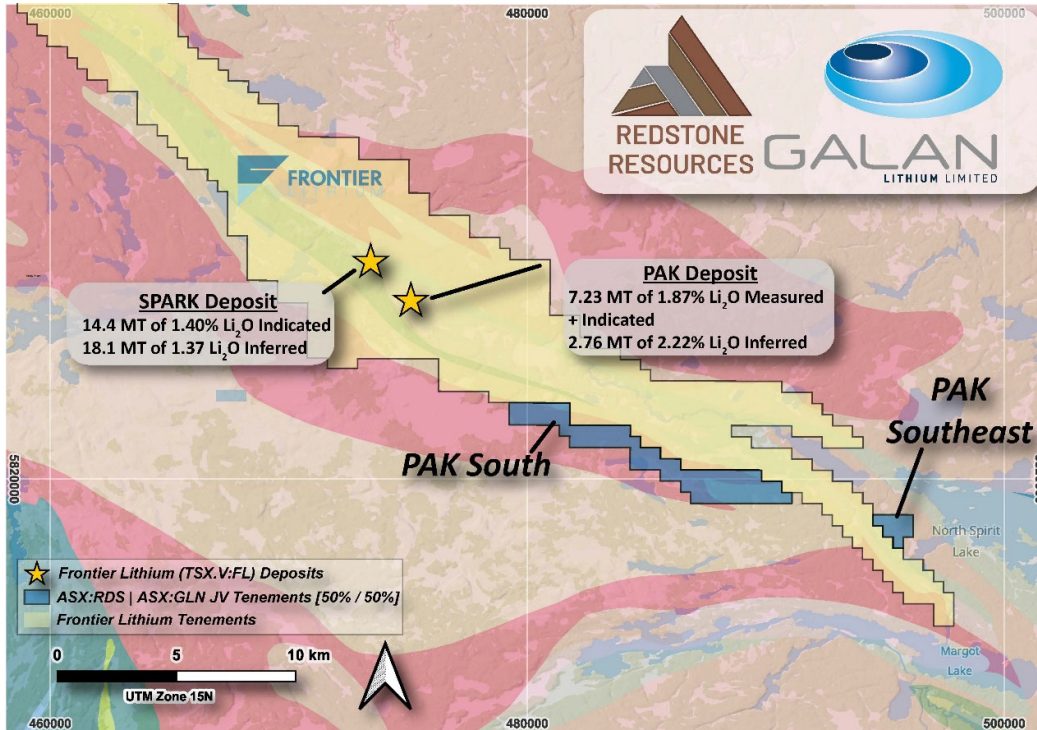 460000
480000
500000
REDSTONE
RESOURCES
GALAN
LITHIUM LIMITED
FRONTIER
SPARK Deposit
14.4 MT of 1.40% Li₂O Indicated
18.1 MT of 1.37 Li₂O Inferred
PAK Deposit
7.23 MT of 1.87% Li₂O Measured
+ Indicated
2.76 MT of 2.22% Li₂O Inferred
PAK South
PAK
Southeast
5820000
North Spirit
Lake
Margot
Lake
Frontier Lithium (TSX.V:FL) Deposits
ASX:RDS | ASX:GLN JV Tenements [50% / 50%]
Frontier Lithium Tenements
0
5
10 km
UTM Zone 15N
460000
480000
500000